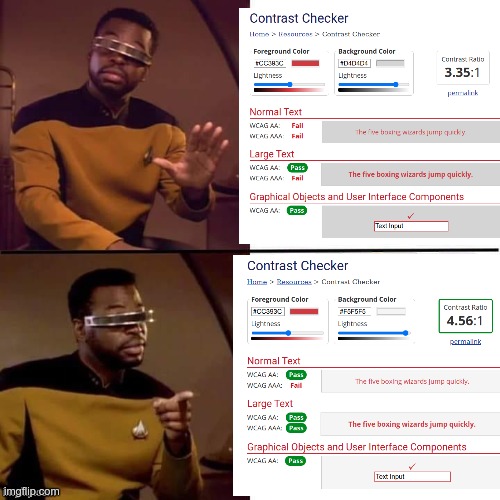 Contrast Checker
Home > Resources > Contrast Checker
Foreground Color
#CC393C
Lightness
Background Color
#D4D4D4
Lightness
Contrast Ratio
3.35:1
permalink
Normal Text
WCAG AA: Fail
WCAG AAA: Fail
The five boxing wizards jump quickly.
Large Text
WCAG AA: Pass
WCAG AAA: Fail
The five boxing wizards jump quickly.
Graphical Objects and User Interface Components
WCAG AA: Pass
✓
Text Input
Contrast Checker
Home > Resources > Contrast Checker
Foreground Color
#CC393C
Lightness
Background Color
#F5F5F5
Lightness
Contrast Ratio
4.56:1
permalink
Normal Text
WCAG AA: Pass
WCAG AAA: Fail
The five boxing wizards jump quickly.
Large Text
WCAG AA: Pass
WCAG AAA: Pass
The five boxing wizards jump quickly.
Graphical Objects and User Interface Components
WCAG AA: Pass
✓
Text Input
imgflip.com